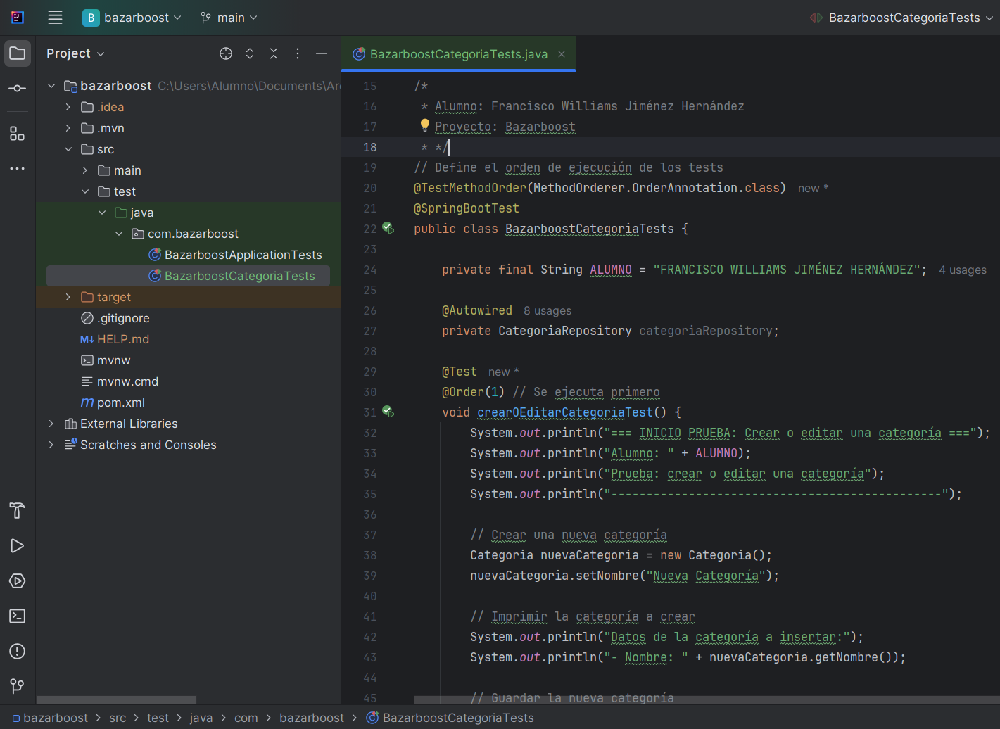 B bazarboost main BazarboostCategoriaTests
Project
bazarboost C:\Users\Alumno\Documents\Arc
.idea
.mvn
src
main
test
java
com.bazarboost
BazarboostApplicationTests
BazarboostCategoriaTests
target
.gitignore
M↓ HELP.md
mvnw
mvnw.cmd
m pom.xml
External Libraries
Scratches and Consoles
BazarboostCategoriaTests.java
15 /*
16 * Alumno: Francisco Williams Jiménez Hernández
17 Proyecto: Bazarboost
18 * */
19 // Define el orden de ejecución de los tests
20 @TestMethodOrder(MethodOrderer.OrderAnnotation.class) new *
21 @SpringBootTest
22 public class BazarboostCategoriaTests {
23
24 private final String ALUMNO = "FRANCISCO WILLIAMS JIMÉNEZ HERNÁNDEZ"; 4 usages
25
26 @Autowired 8 usages
27 private CategoriaRepository categoriaRepository;
28
29 @Test new *
30 @Order(1) // Se ejecuta primero
31 void crearOEditarCategoriaTest() {
32 System.out.println("=== INICIO PRUEBA: Crear o editar una categoría ===");
33 System.out.println("Alumno: " + ALUMNO);
34 System.out.println("Prueba: crear o editar una categoría");
35 System.out.println("-----------------------------------------------");
36
37 // Crear una nueva categoría
38 Categoria nuevaCategoria = new Categoria();
39 nuevaCategoria.setNombre("Nueva Categoría");
40
41 // Imprimir la categoría a crear
42 System.out.println("Datos de la categoría a insertar:");
43 System.out.println("- Nombre: " + nuevaCategoria.getNombre());
44
45 // Guardar la nueva categoría
bazarboost > src > test > java > com > bazarboost > BazarboostCategoriaTests